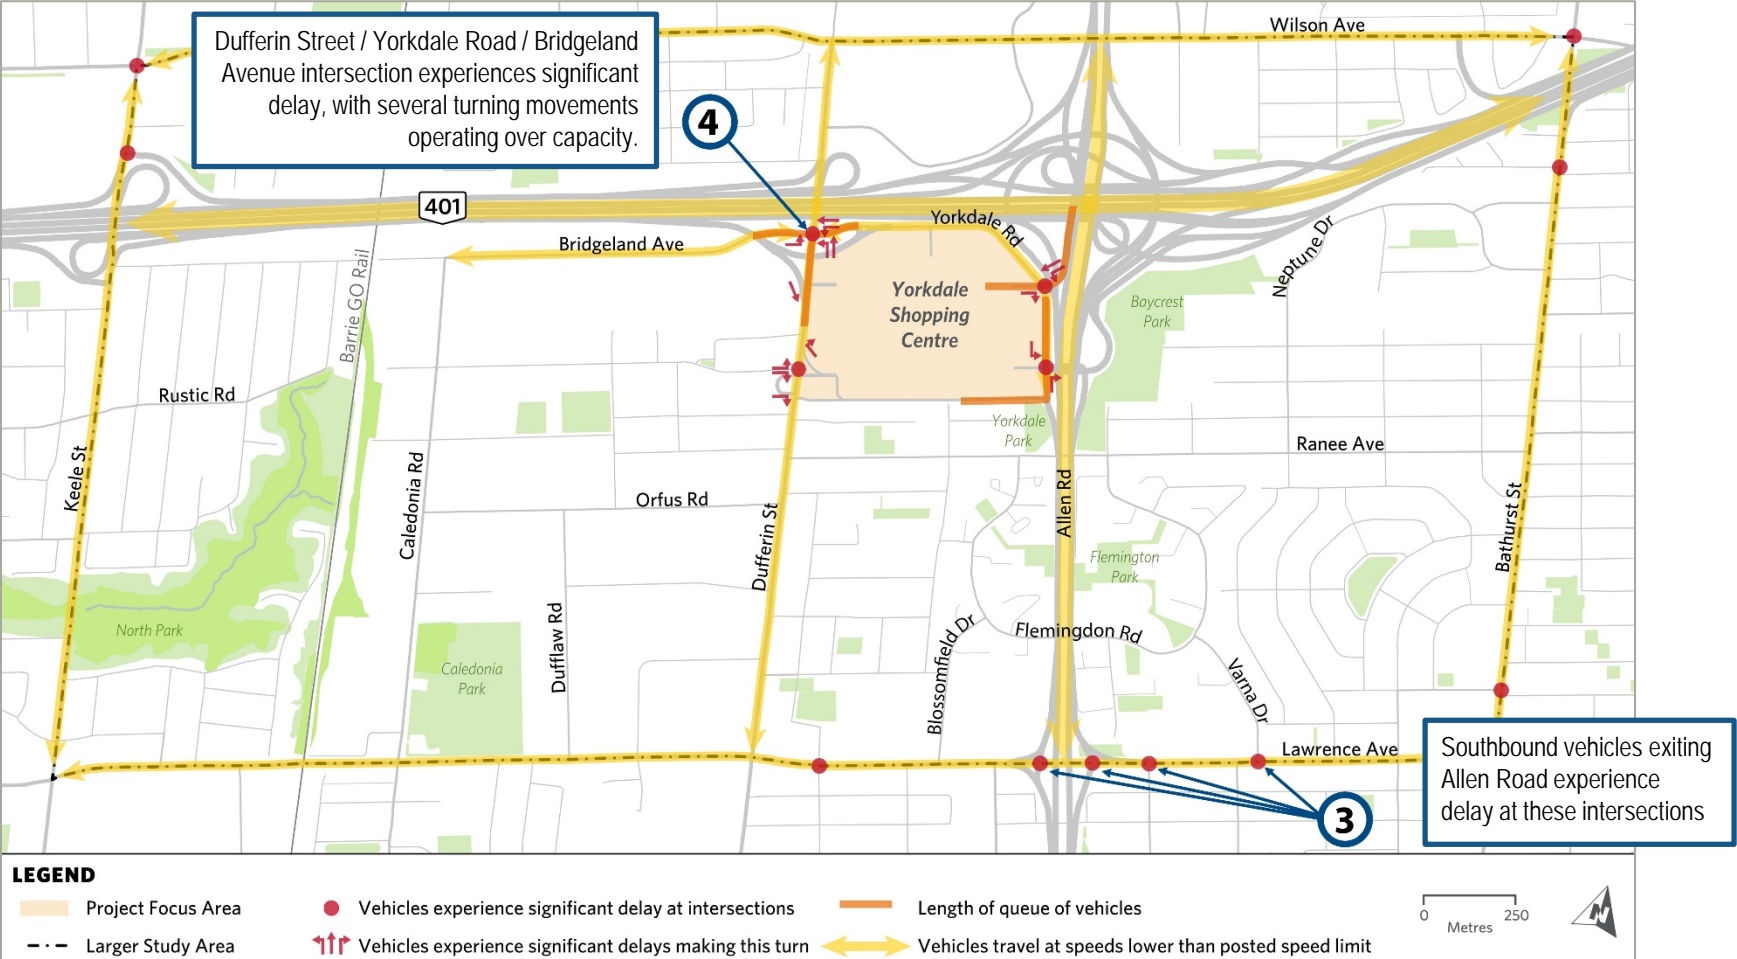 Wilson Ave
Dufferin Street / Yorkdale Road / Bridgeland
Avenue intersection experiences significant
delay, with several turning movements
operating over capacity.
4
401
Yorkdale Rd
Bridgeland Ave
Neptune Dr
Barrie GO Rail
Yorkdale
Shopping
Centre
Baycrest
Park
Rustic Rd
Yorkdale
Park
Ranee Ave
Keele St
Caledonia Rd
Orfus Rd
Dufferin St
Allen Rd
Bathurst St
Flemington
Park
North Park
Dufflaw Rd
Blossomfield Dr
Flemingdon Rd
Varna Dr
Caledonia
Park
Lawrence Ave
Southbound vehicles exiting
Allen Road experience
delay at these intersections
3
LEGEND
Project Focus Area
Vehicles experience significant delay at intersections
Length of queue of vehicles
Larger Study Area
Vehicles experience significant delays making this turn
Vehicles travel at speeds lower than posted speed limit
0 250
Metres
N